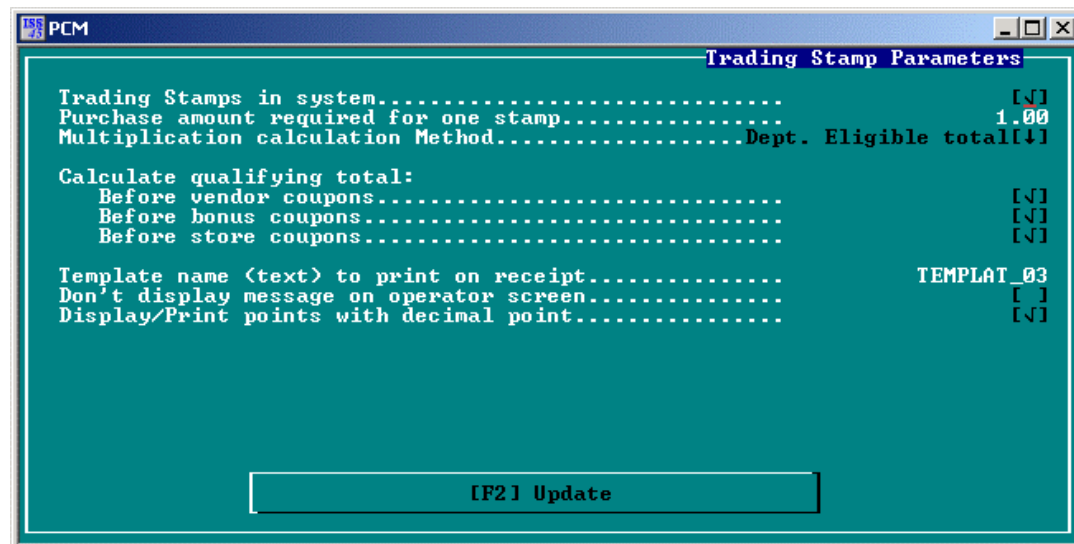 ISS 45 PCM
Trading Stamp Parameters
Trading Stamps in system............................... [√]
Purchase amount required for one stamp................. 1.00
Multiplication calculation Method...................Dept. Eligible total[↓]
Calculate qualifying total:
Before vendor coupons............................... [√]
Before bonus coupons................................ [√]
Before store coupons................................ [√]
Template name (text) to print on receipt............... TEMPLAT_03
Don't display message on operator screen............... [ ]
Display/Print points with decimal point................ [√]
[F2] Update